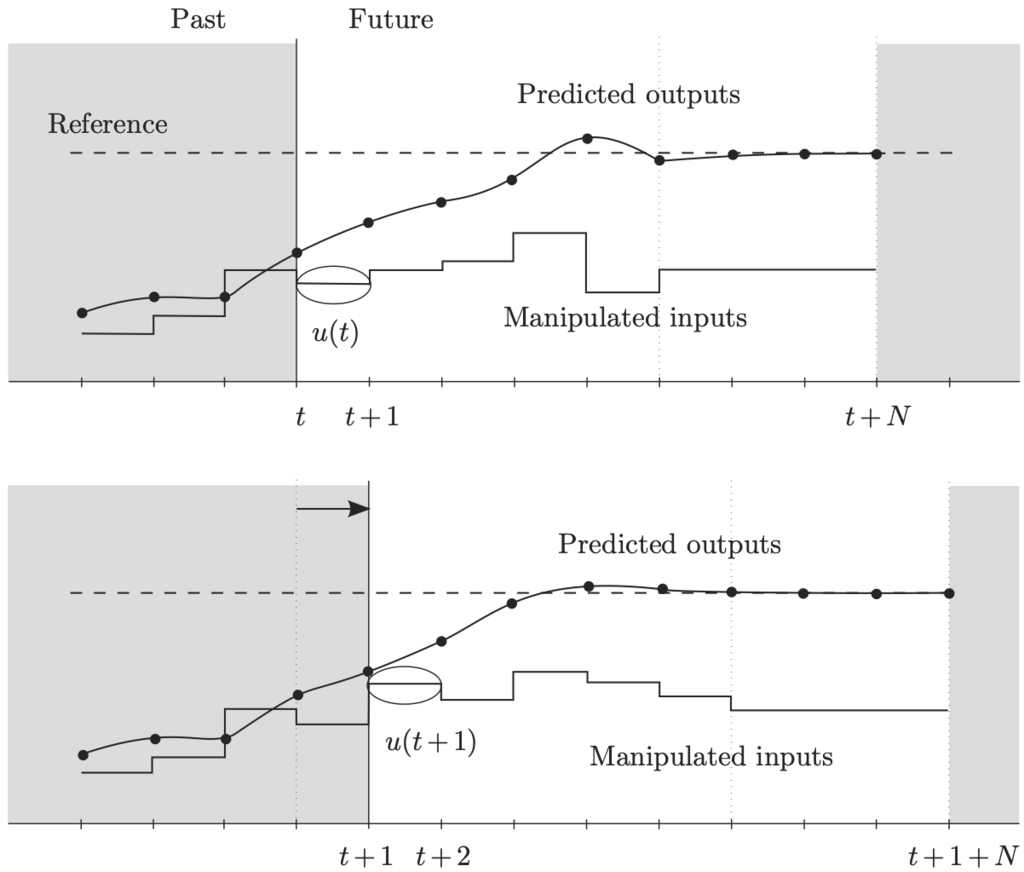 Past Future
Predicted outputs
Reference
u(t)
Manipulated inputs
t t+1 t+N
Predicted outputs
u(t+1)
Manipulated inputs
t+1 t+2 t+1+N